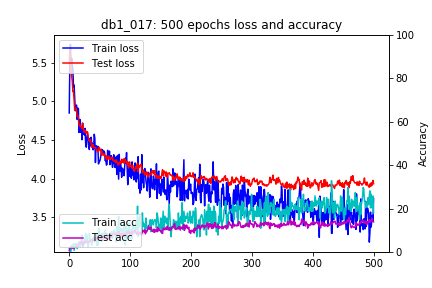 db1_017: 500 epochs loss and accuracy
Train loss
Test loss
Train acc
Test acc
Loss
Accuracy
5.5
5.0
4.5
4.0
3.5
100
80
60
40
20
0
0
100
200
300
400
500